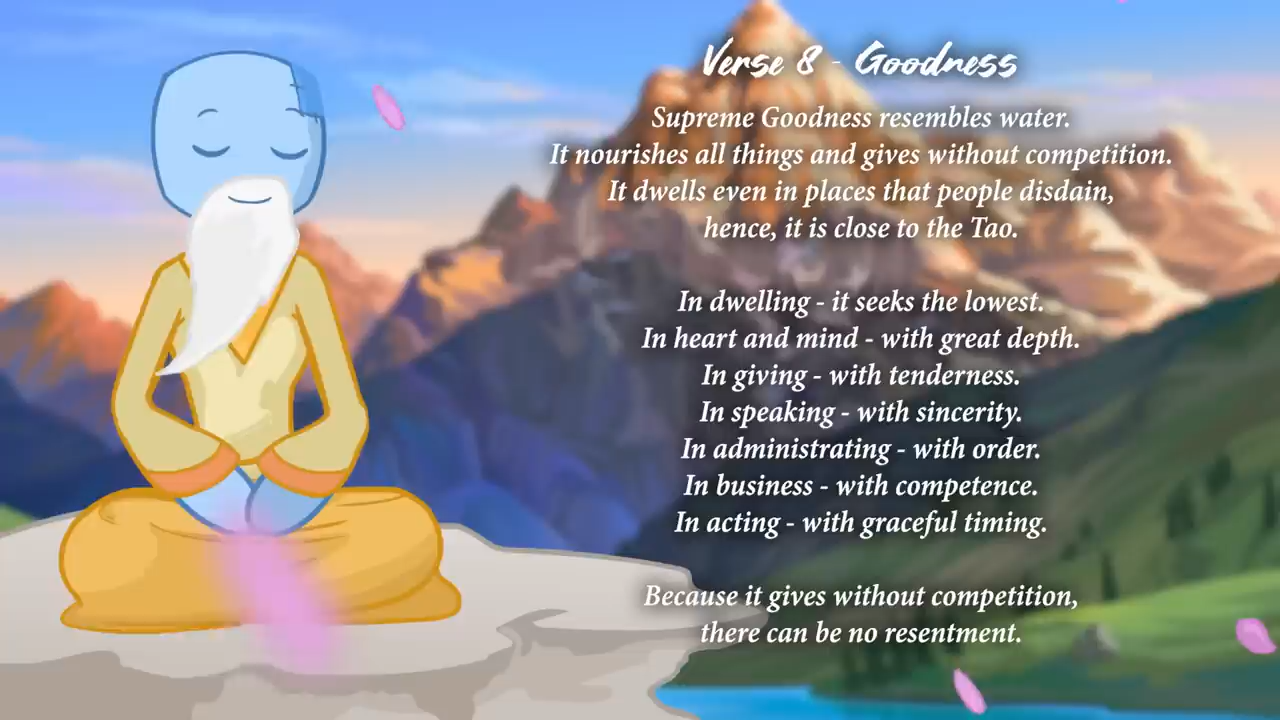 Verse 8 - Goodness
Supreme Goodness resembles water.
It nourishes all things and gives without competition.
It dwells even in places that people disdain,
hence, it is close to the Tao.
In dwelling - it seeks the lowest.
In heart and mind - with great depth.
In giving - with tenderness.
In speaking - with sincerity.
In administrating - with order.
In business - with competence.
In acting - with graceful timing.
Because it gives without competition,
there can be no resentment.